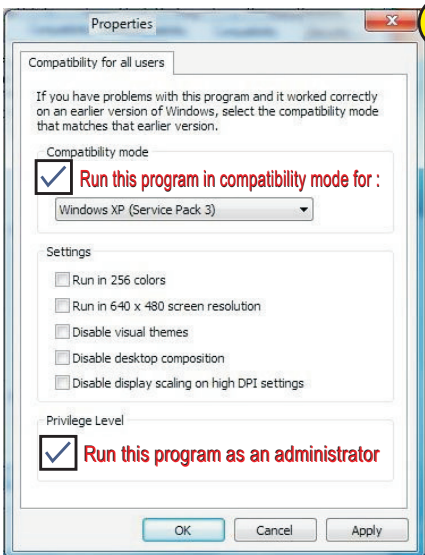 Properties
Compatibility for all users
If you have problems with this program and it worked correctly
on an earlier version of Windows, select the compatibility mode
that matches that earlier version.
Compatibility mode
Run this program in compatibility mode for :
Windows XP (Service Pack 3)
Settings
Run in 256 colors
Run in 640 x 480 screen resolution
Disable visual themes
Disable desktop composition
Disable display scaling on high DPI settings
Privilege Level
Run this program as an administrator
OK Cancel Apply